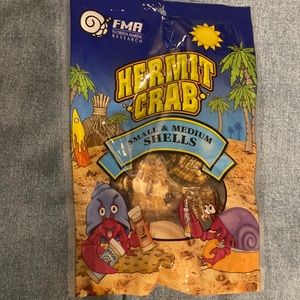 FMR
FLORIDA MARINE
RESEARCH
HERMIT
CRAB
SMALL & MEDIUM
SHELLS